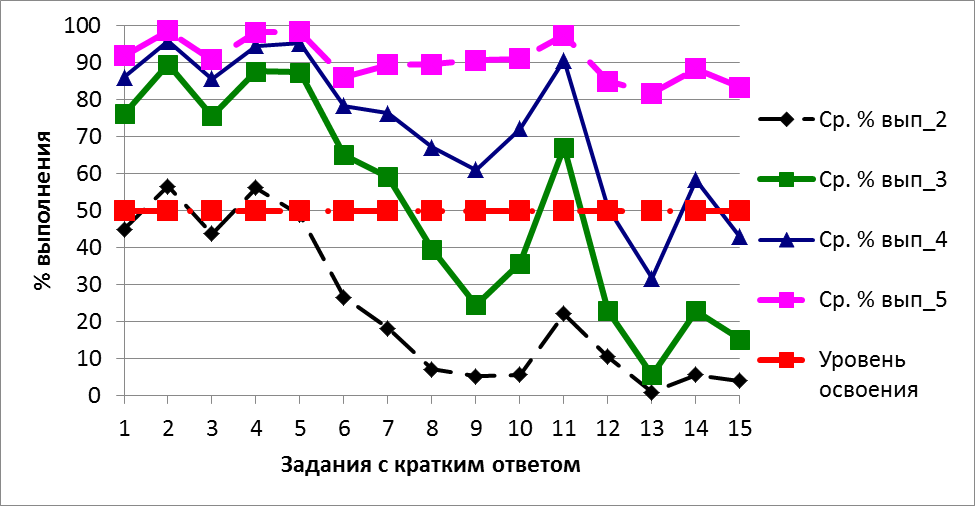 100
90
80
70
60
50
40
30
20
10
0
% выполнения
1 2 3 4 5 6 7 8 9 10 11 12 13 14 15
Задания с кратким ответом
Ср. % вып_2
Ср. % вып_3
Ср. % вып_4
Ср. % вып_5
Уровень
освоения